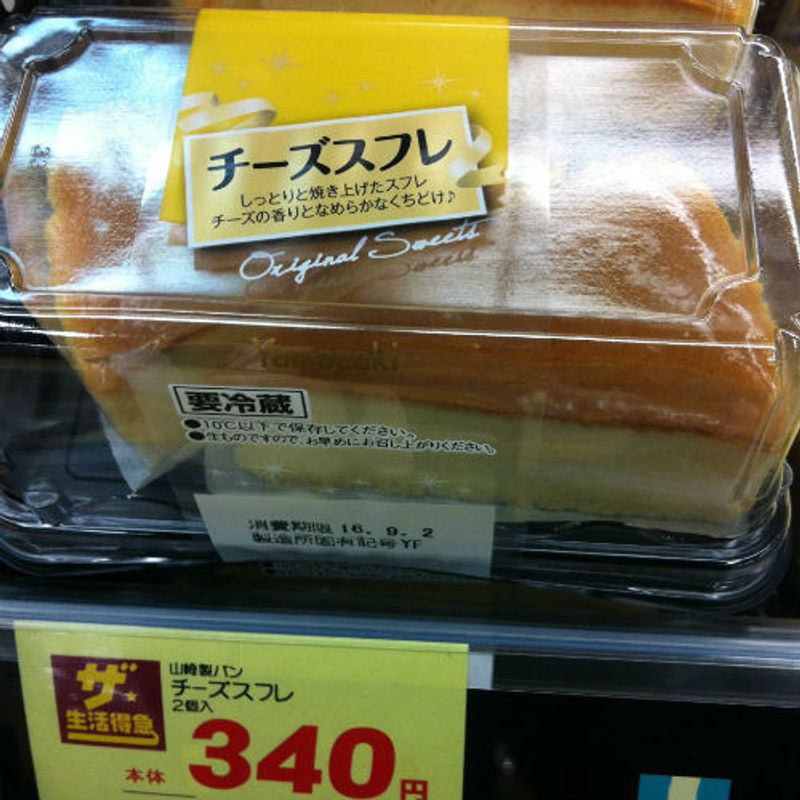 チーズスフレ
しっとりと焼き上げたスフレ
チーズの香りとなめらかなくちどけ♪
Original Sweets
Yamazaki
要冷蔵
●10℃以下で保存してください。
●生ものですので、お早めにお召し上がりください。
消費期限 16. 9. 2
製造所固有記号YF
ザ・
生活得急
山崎製パン
チーズスフレ
2個入
本体 340円